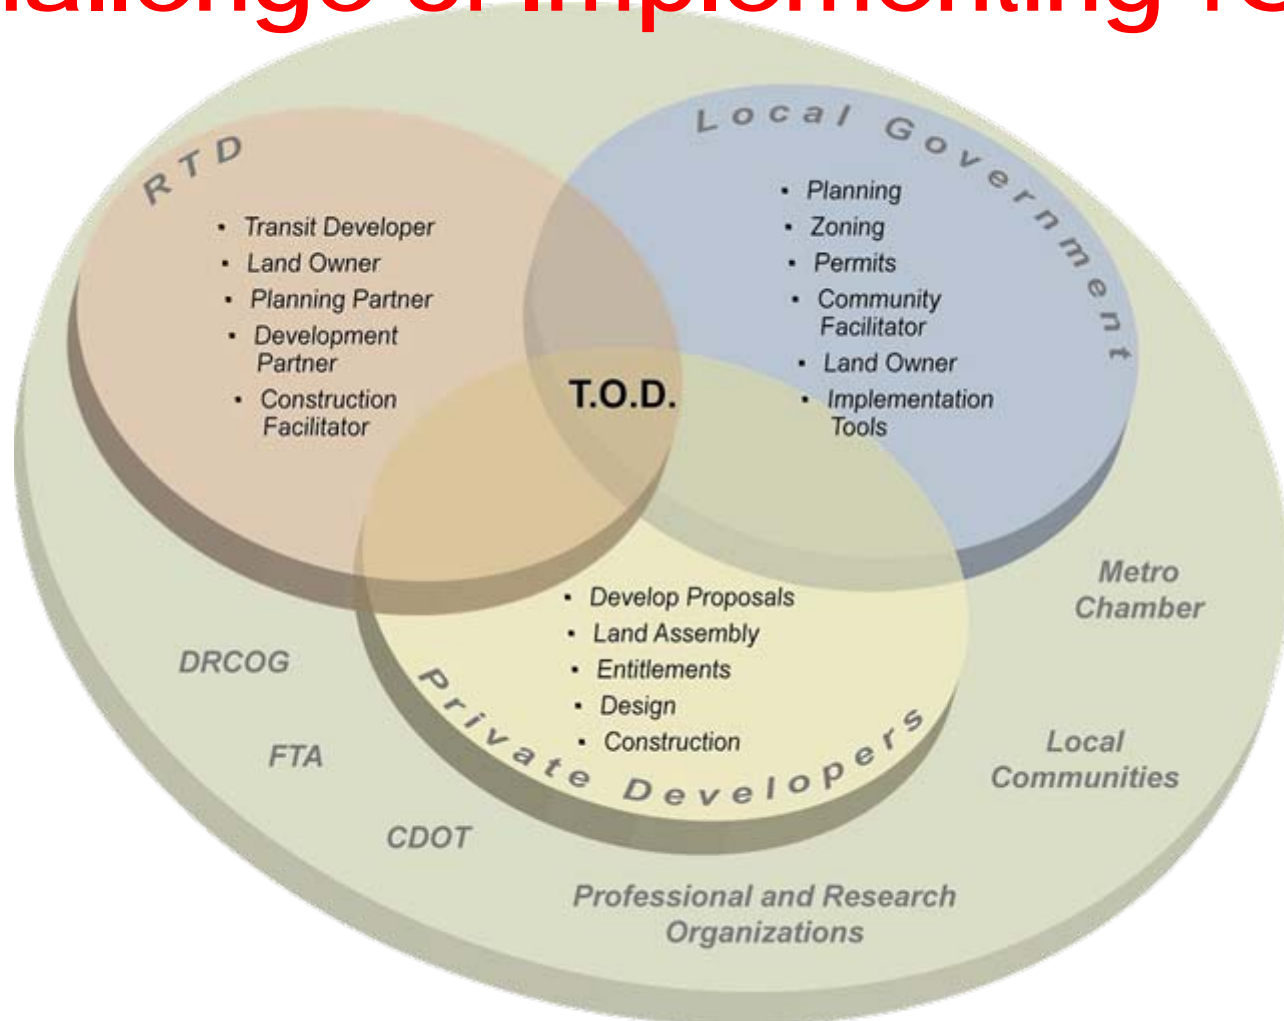 of Implementing
RTD
• Transit Developer
• Land Owner
• Planning Partner
• Development
Partner
• Construction
Facilitator
Local Government
• Planning
• Zoning
• Permits
• Community
Facilitator
• Land Owner
• Implementation
Tools
T.O.D.
• Develop Proposals
• Land Assembly
• Entitlements
• Design
• Construction
Private Developers
Metro
Chamber
DRCOG
Local
Communities
FTA
CDOT
Professional and Research
Organizations